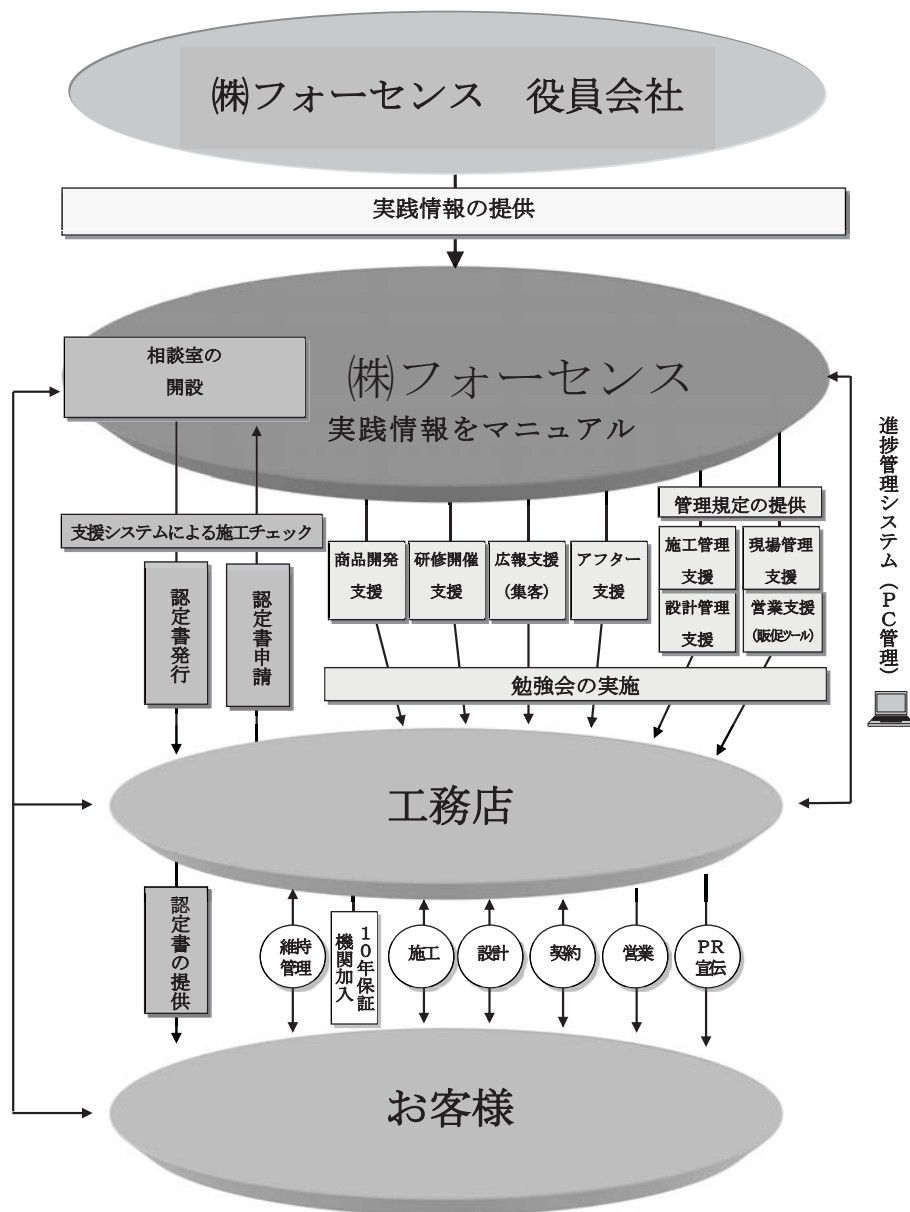 ㈱フォーセンス　役員会社
実践情報の提供
相談室の
開設
㈱フォーセンス
実践情報をマニュアル
進捗管理システム（PC管理）
管理規定の提供
支援システムによる施工チェック
商品開発
支援
研修開催
支援
広報支援
(集客)
アフター
支援
施工管理
支援
現場管理
支援
設計管理
支援
営業支援
(販促ツール)
認定書発行
認定書申請
勉強会の実施
工務店
認定書の提供
維持
管理
10年保証
機関加入
施工
設計
契約
営業
PR
宣伝
お客様